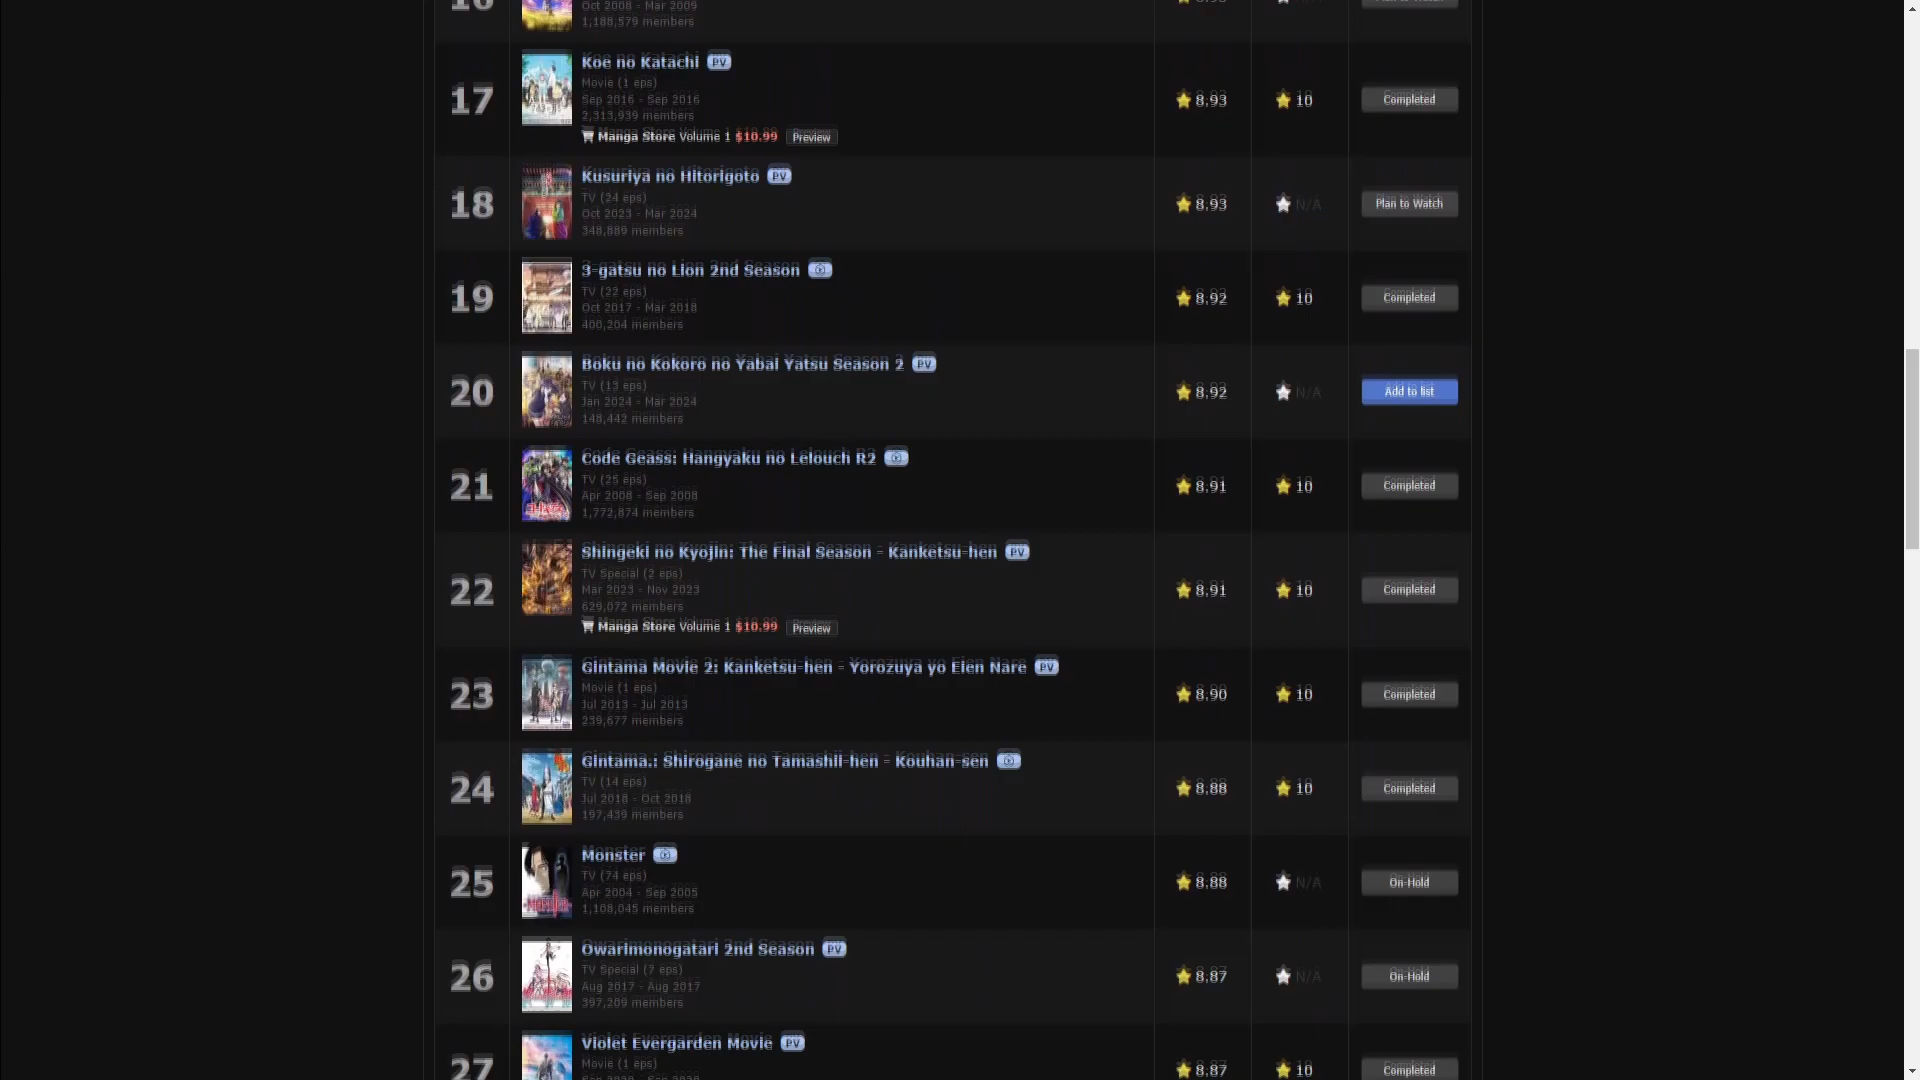 16
Oct 2008 - Mar 2009
1,188,579 members
17
Koe no Katachi PV
Movie (1 eps)
Sep 2016 - Sep 2016
2,313,939 members
Manga Store Volume 1 $10.99 Preview
8.93
10
Completed
18
Kusuriya no Hitorigoto PV
TV (24 eps)
Oct 2023 - Mar 2024
348,889 members
8.93
N/A
Plan to Watch
19
3-gatsu no Lion 2nd Season
TV (22 eps)
Oct 2017 - Mar 2018
400,204 members
8.92
10
Completed
20
Boku no Kokoro no Yabai Yatsu Season 2 PV
TV (13 eps)
Jan 2024 - Mar 2024
148,442 members
8.92
N/A
Add to list
21
Code Geass: Hangyaku no Lelouch R2
TV (25 eps)
Apr 2008 - Sep 2008
1,772,874 members
8.91
10
Completed
22
Shingeki no Kyojin: The Final Season - Kanketsu-hen PV
TV Special (2 eps)
Mar 2023 - Nov 2023
629,072 members
Manga Store Volume 1 $10.99 Preview
8.91
10
Completed
23
Gintama Movie 2: Kanketsu-hen - Yorozuya yo Eien Nare PV
Movie (1 eps)
Jul 2013 - Jul 2013
239,677 members
8.90
10
Completed
24
Gintama.: Shirogane no Tamashii-hen - Kouhan-sen
TV (14 eps)
Jul 2018 - Oct 2018
197,439 members
8.88
10
Completed
25
Monster
TV (74 eps)
Apr 2004 - Sep 2005
1,108,045 members
8.88
N/A
On-Hold
26
Owarimonogatari 2nd Season PV
TV Special (7 eps)
Aug 2017 - Aug 2017
397,209 members
8.87
N/A
On-Hold
27
Violet Evergarden Movie PV
Movie (1 eps)
8.87
10
Completed